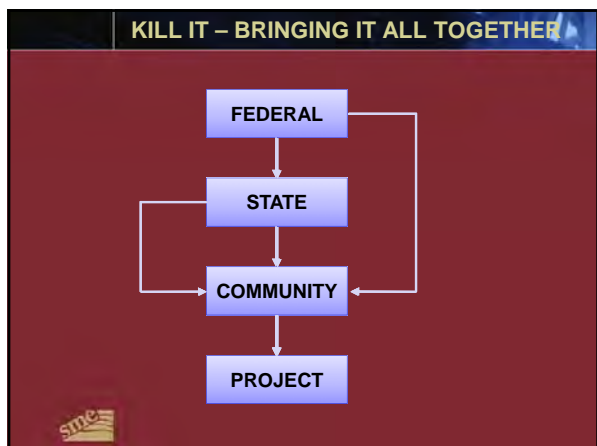 KILL IT – BRINGING IT ALL TOGETHER
FEDERAL
STATE
COMMUNITY
PROJECT
sme